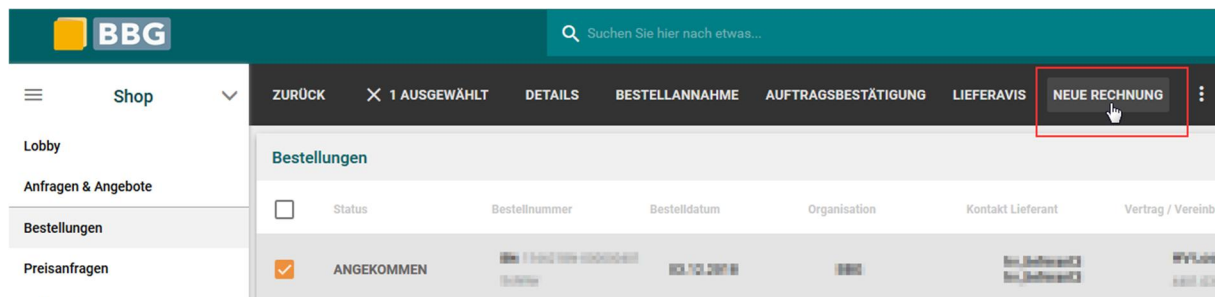 BBG
Suchen Sie hier nach etwas...
Shop
ZURÜCK 1 AUSGEWÄHLT DETAILS BESTELLANNAHME AUFTRAGSBESTÄTIGUNG LIEFERAVIS NEUE RECHNUNG
Lobby
Bestellungen
Anfragen & Angebote
Status Bestellnummer Bestelldatum Organisation Kontakt Lieferant Vertrag / Vereinb
Bestellungen
Preisanfragen
ANGEKOMMEN